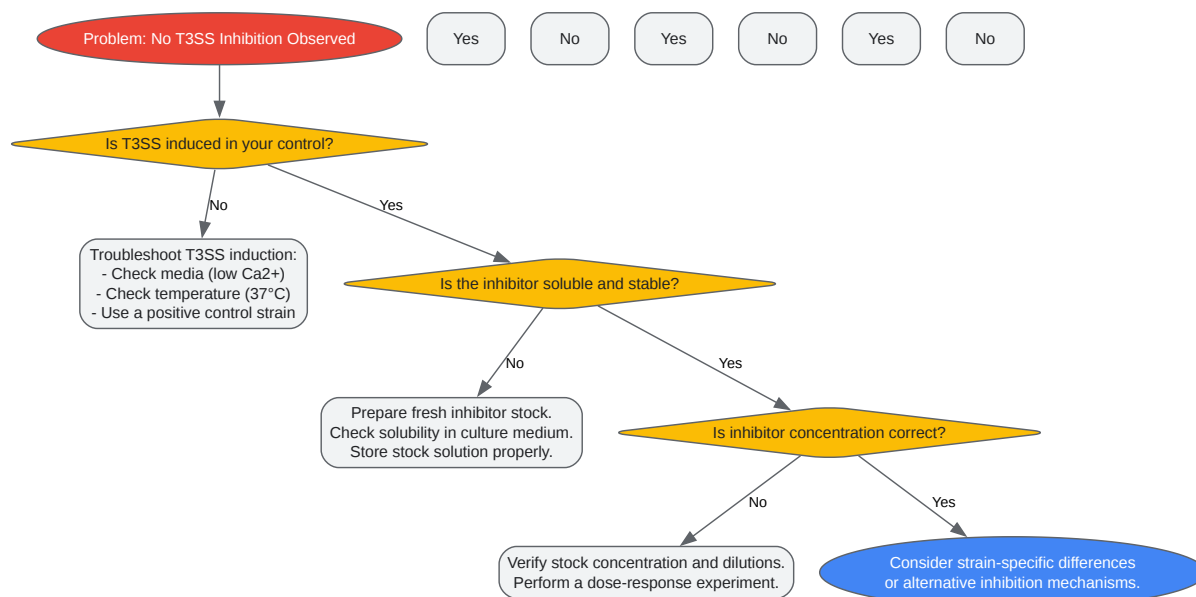 Problem: No T3SS Inhibition Observed
Yes
No
Yes
No
Yes
No
Is T3SS induced in your control?
No
Yes
Troubleshoot T3SS induction:
- Check media (low Ca2+)
- Check temperature (37°C)
- Use a positive control strain
Is the inhibitor soluble and stable?
No
Yes
Prepare fresh inhibitor stock.
Check solubility in culture medium.
Store stock solution properly.
Is inhibitor concentration correct?
No
Yes
Verify stock concentration and dilutions.
Perform a dose-response experiment.
Consider strain-specific differences
or alternative inhibition mechanisms.